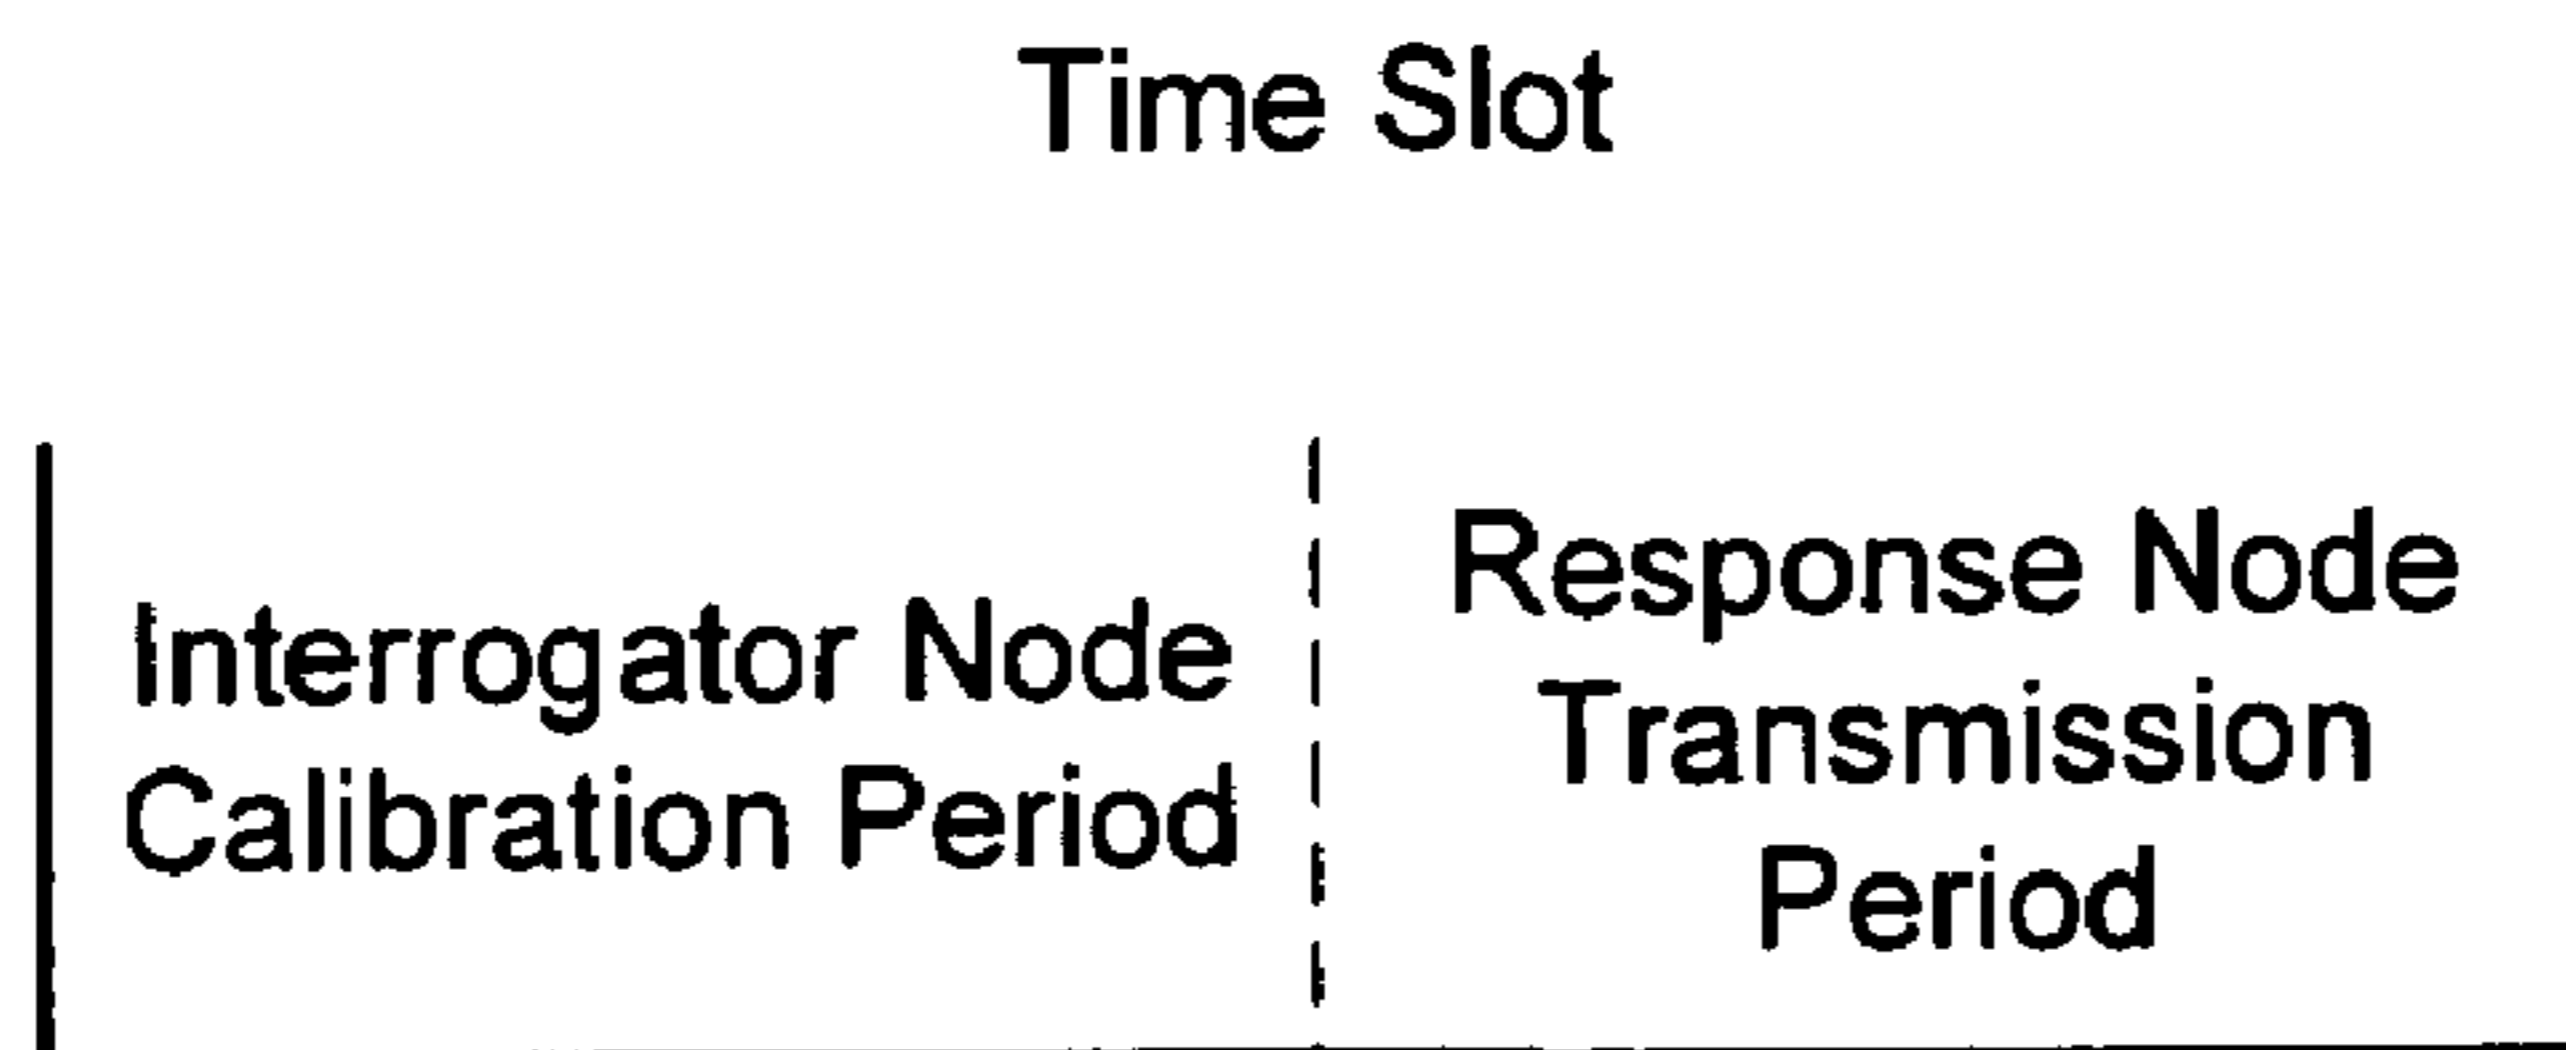 Time Slot
Interrogator Node
Calibration Period
Response Node
Transmission
Period